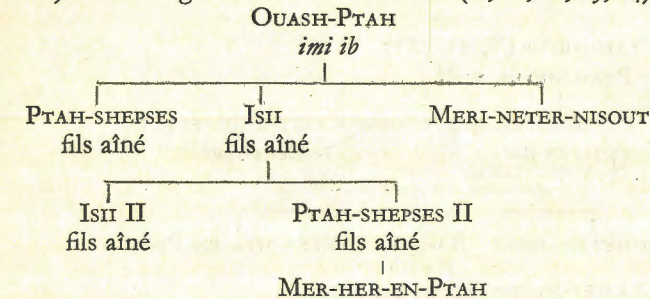 OUASH-PTAH
imi ib
PTAH-SHEPSES ISII MERI-NETER-NISOUT
fils aîné fils aîné
ISII II PTAH-SHEPSES II
fils aîné fils aîné
MER-HER-EN-PTAH